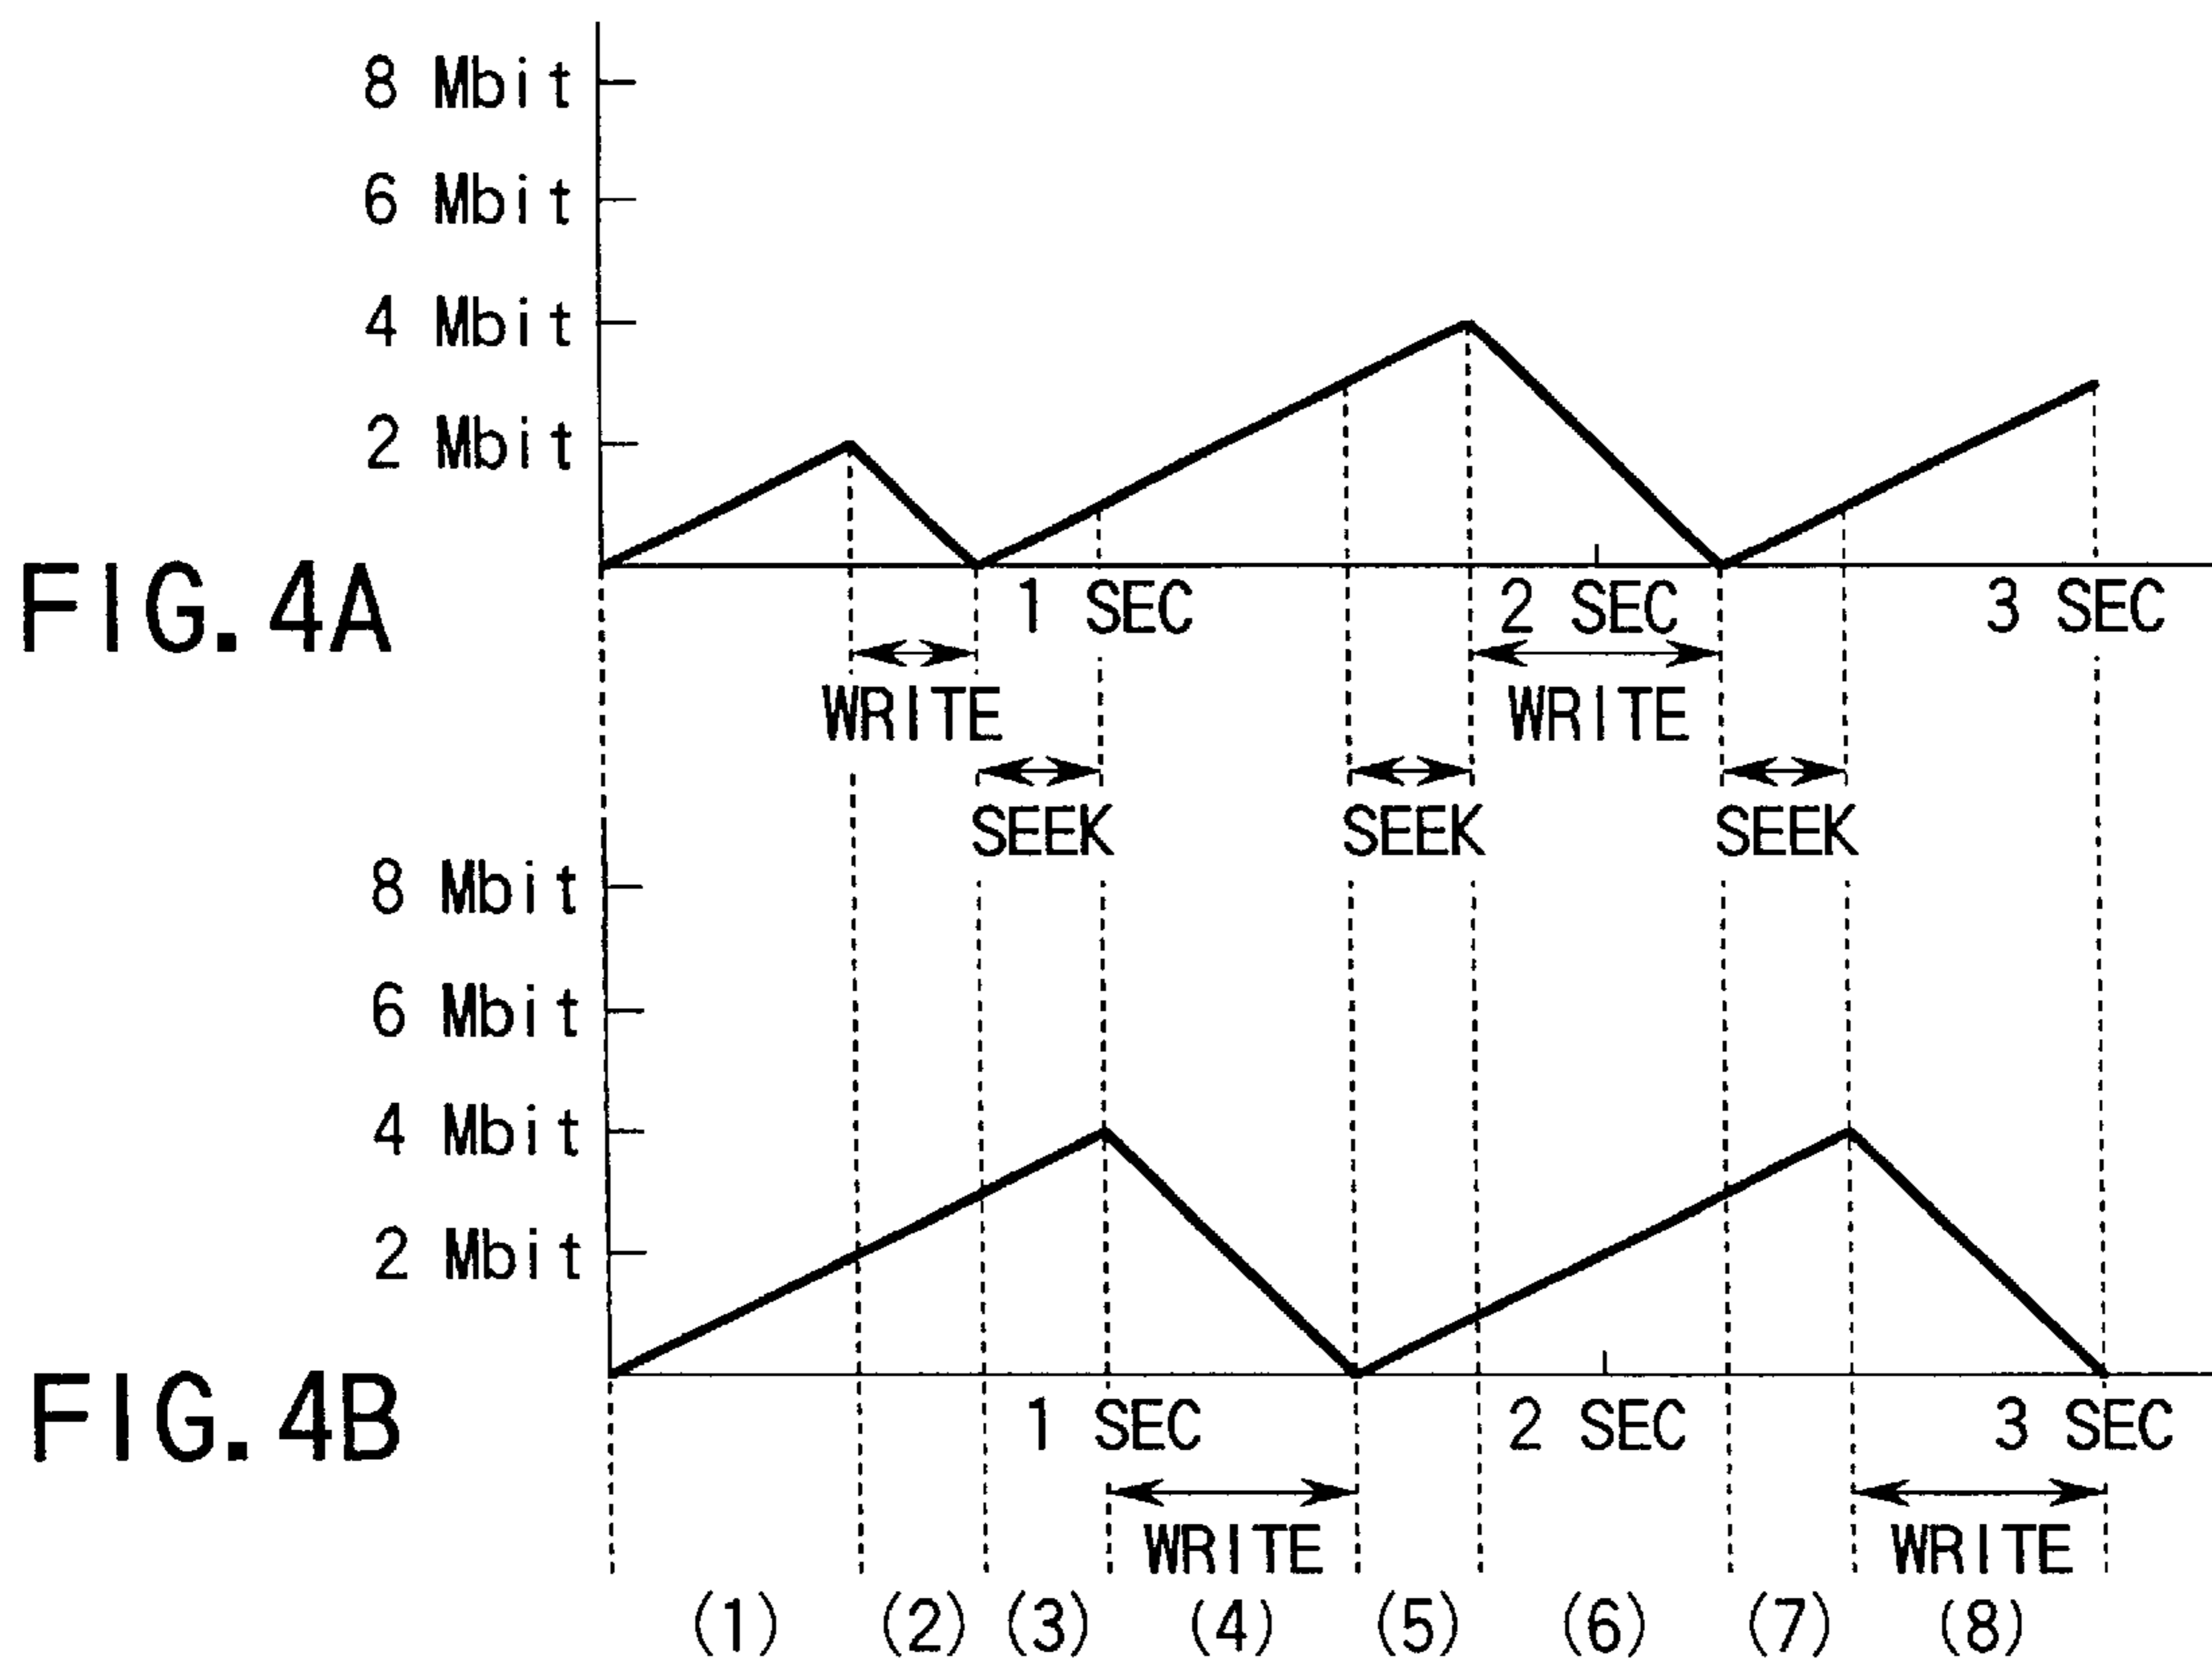 8 Mbit
6 Mbit
4 Mbit
2 Mbit
FIG. 4A
1 SEC 2 SEC 3 SEC
WRITE WRITE
SEEK SEEK SEEK
8 Mbit
6 Mbit
4 Mbit
2 Mbit
FIG. 4B
1 SEC 2 SEC 3 SEC
WRITE WRITE
(1) (2) (3) (4) (5) (6) (7) (8)